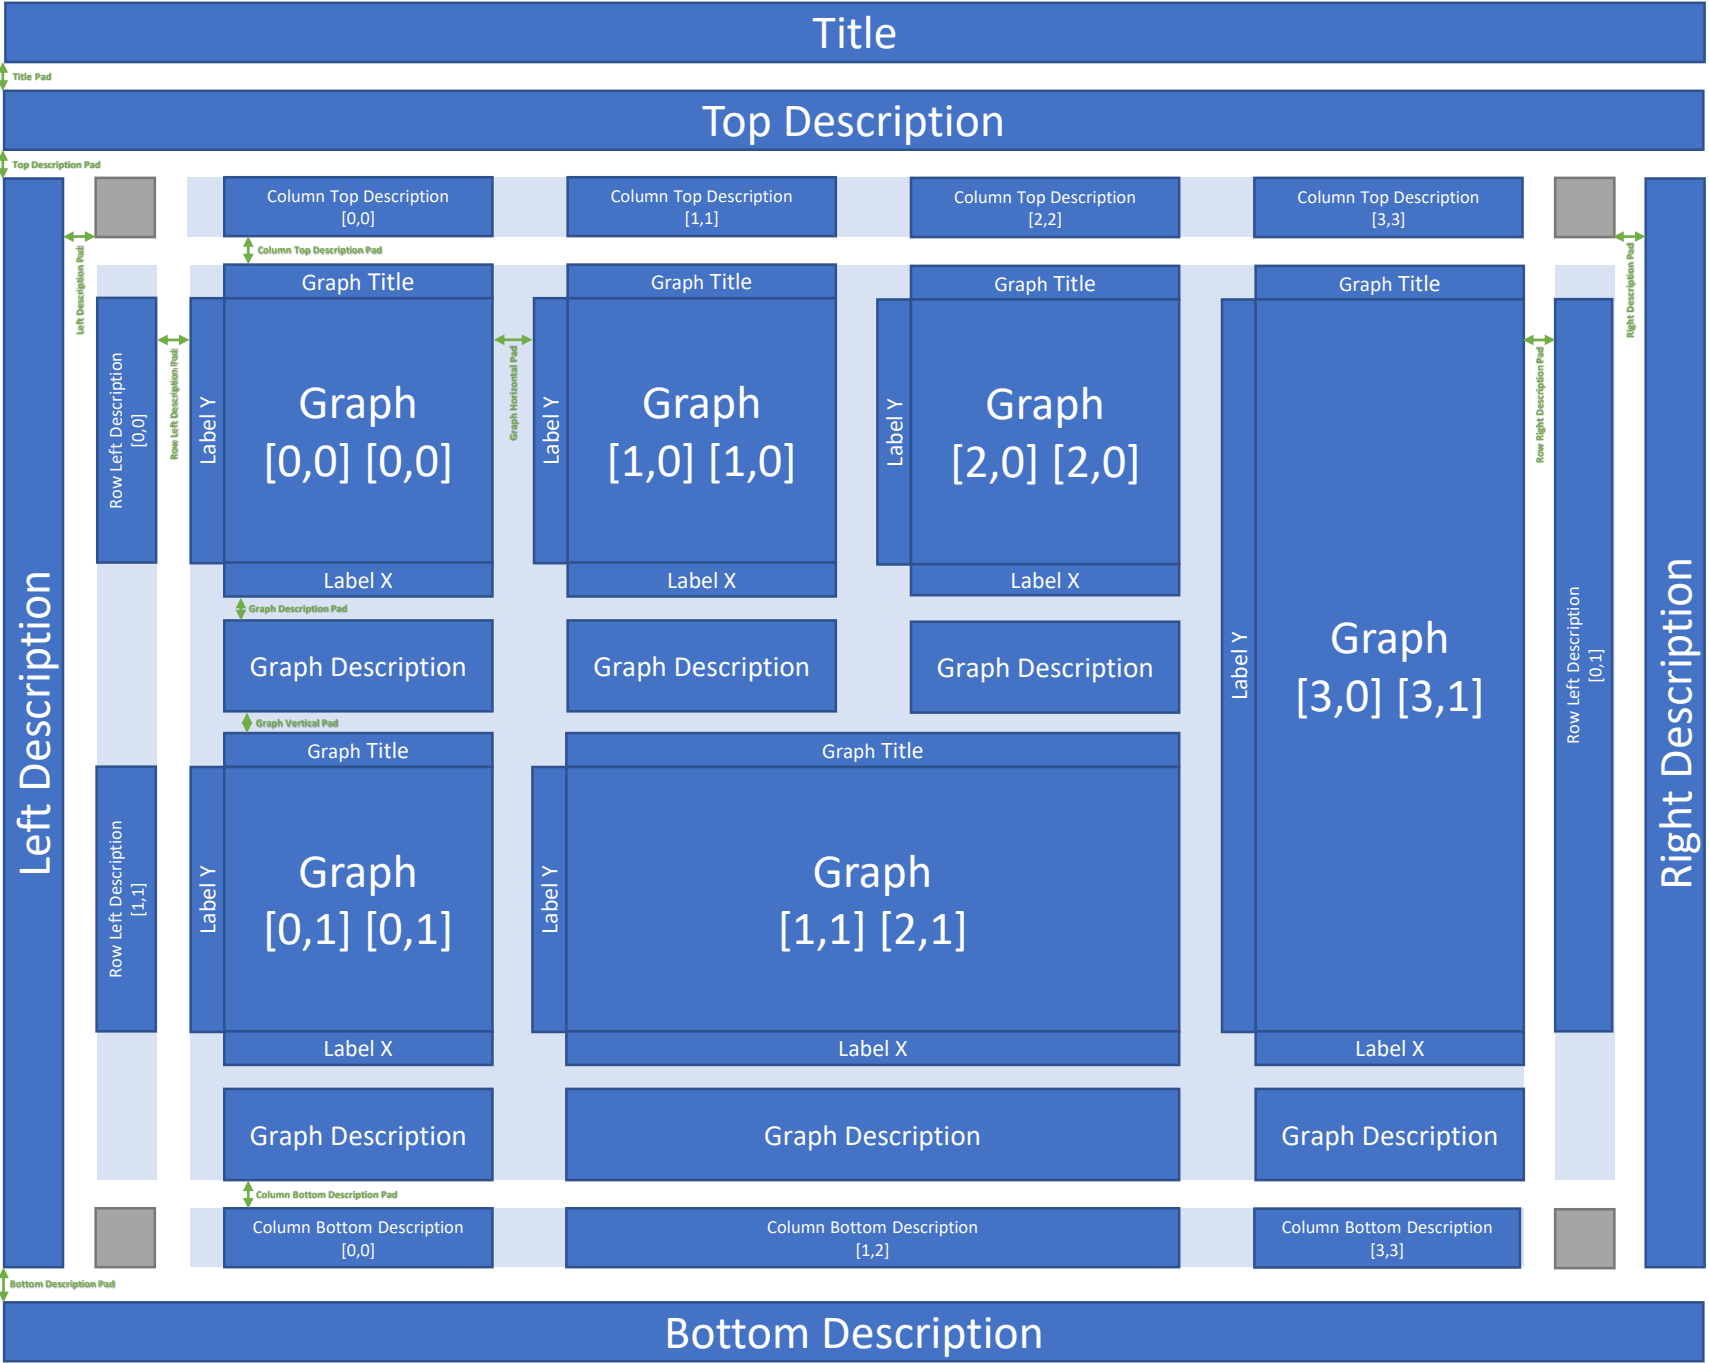 Title
Title Pad
Top Description
Top Description Pad
Column Top Description
[0,0]
Column Top Description
[1,1]
Column Top Description
[2,2]
Column Top Description
[3,3]
Column Top Description Pad
Left Description
Left Description Pad
Row Left Description
[0,0]
Row Left Description Pad
Graph Title
Label Y
Graph
[0,0] [0,0]
Label X
Graph Horizontal Pad
Graph Title
Label Y
Graph
[1,0] [1,0]
Label X
Graph Title
Label Y
Graph
[2,0] [2,0]
Label X
Graph Title
Label Y
Graph
[3,0] [3,1]
Label X
Row Right Description Pad
Row Left Description
[0,1]
Right Description Pad
Right Description
Graph Description Pad
Graph Description
Graph Description
Graph Description
Graph Vertical Pad
Row Left Description
[1,1]
Graph Title
Label Y
Graph
[0,1] [0,1]
Label X
Graph Title
Label Y
Graph
[1,1] [2,1]
Label X
Graph Description
Graph Description
Graph Description
Column Bottom Description Pad
Column Bottom Description
[0,0]
Column Bottom Description
[1,2]
Column Bottom Description
[3,3]
Bottom Description Pad
Bottom Description